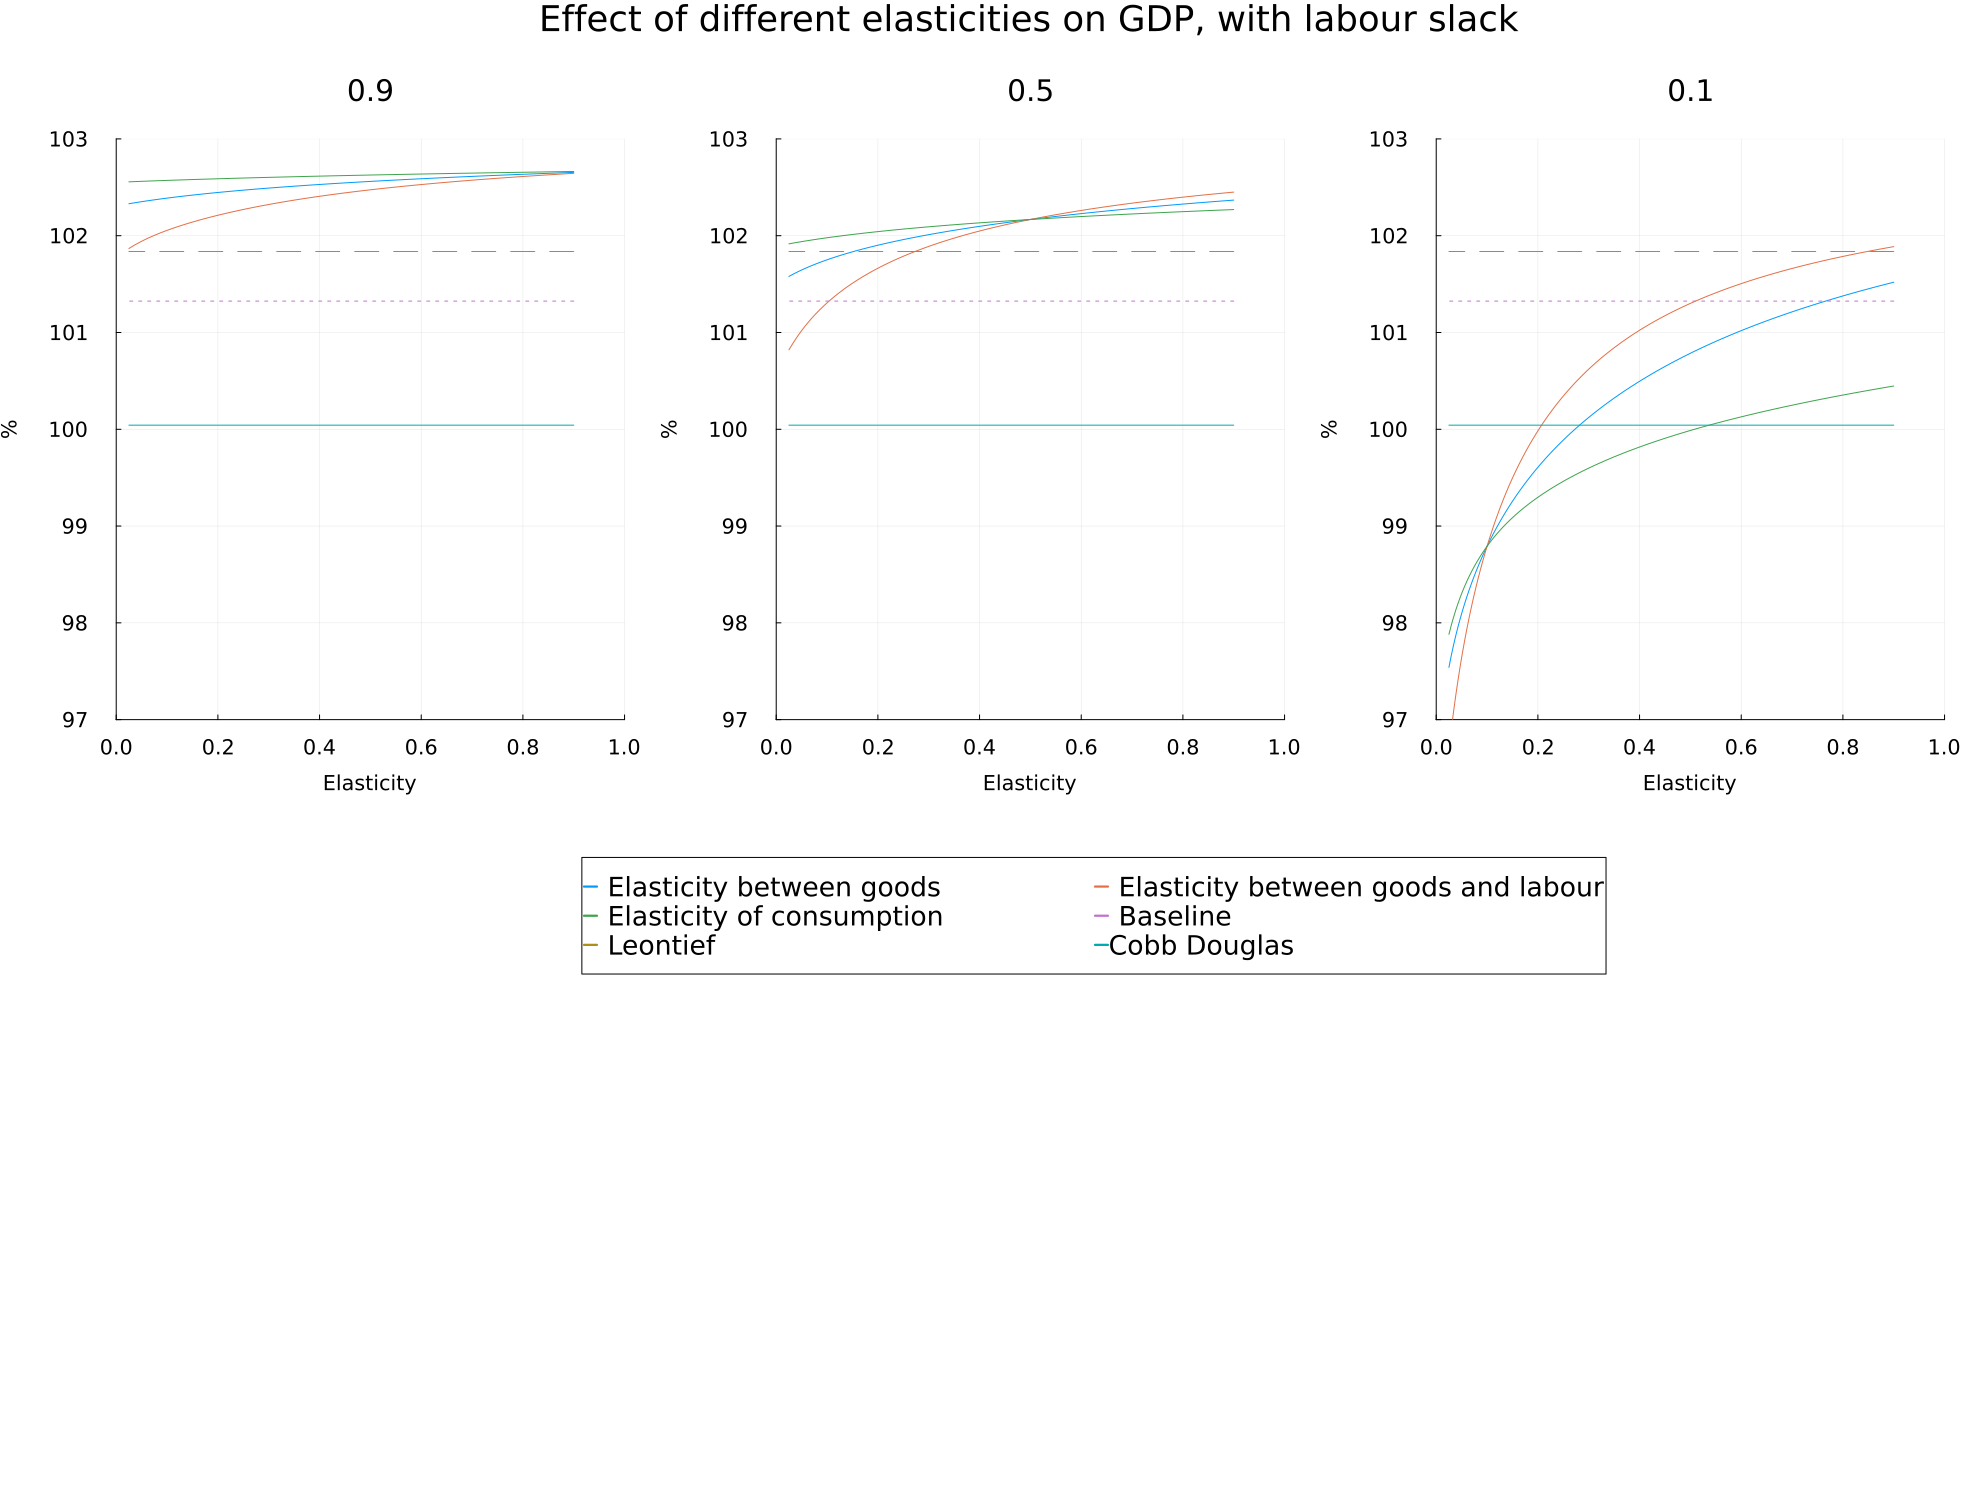 Effect of different elasticities on GDP, with labour slack
0.9
0.5
0.1
103
102
101
100
99
98
97
%
0.0 0.2 0.4 0.6 0.8 1.0
Elasticity
103
102
101
100
99
98
97
%
0.0 0.2 0.4 0.6 0.8 1.0
Elasticity
103
102
101
100
99
98
97
%
0.0 0.2 0.4 0.6 0.8 1.0
Elasticity
Elasticity between goods
Elasticity between goods and labour
Elasticity of consumption
Baseline
Leontief
Cobb Douglas